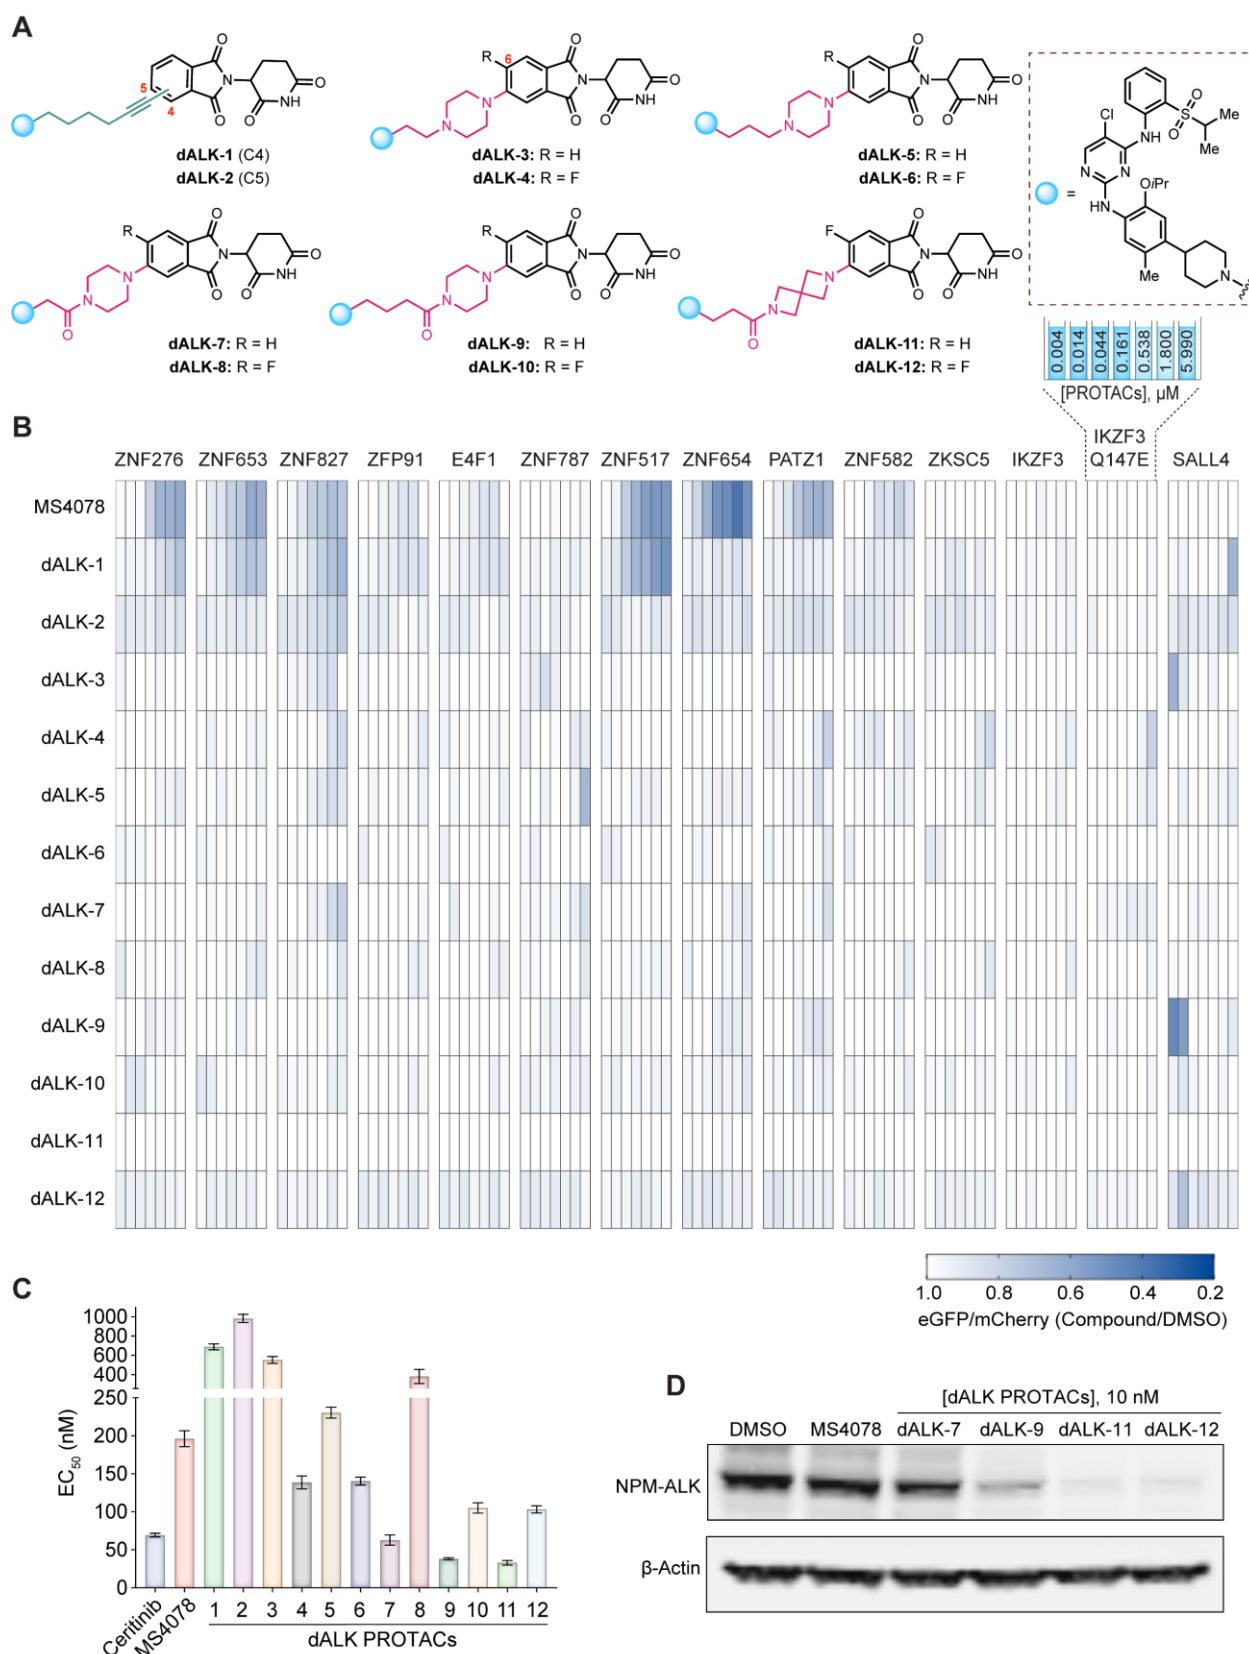 A
O
N
O
O
NH
O
5
4
dALK-1 (C4)
dALK-2 (C5)
R
6
O
N
O
O
NH
O
N
N
dALK-3: R = H
dALK-4: R = F
R
O
N
O
O
NH
O
N
N
dALK-5: R = H
dALK-6: R = F
R
O
N
O
O
NH
O
N
N
O
dALK-7: R = H
dALK-8: R = F
R
O
N
O
O
NH
O
N
N
O
dALK-9: R = H
dALK-10: R = F
F
O
N
O
O
NH
O
N
N
O
dALK-11: R = H
dALK-12: R = F
=
Cl
O
S
O
Me
Me
NH
N
N
NH
OiPr
Me
N
0.004 0.014 0.044 0.161 0.538 1.800 5.990
[PROTACs], µM
B
ZNF276 ZNF653 ZNF827 ZFP91 E4F1 ZNF787 ZNF517 ZNF654 PATZ1 ZNF582 ZKSC5 IKZF3 IKZF3 Q147E SALL4
MS4078
dALK-1
dALK-2
dALK-3
dALK-4
dALK-5
dALK-6
dALK-7
dALK-8
dALK-9
dALK-10
dALK-11
dALK-12
1.0 0.8 0.6 0.4 0.2
eGFP/mCherry (Compound/DMSO)
C
EC50 (nM)
1000
800
600
400
250
200
150
100
50
0
Ceritinib MS4078 1 2 3 4 5 6 7 8 9 10 11 12
dALK PROTACs
D
[dALK PROTACs], 10 nM
DMSO MS4078 dALK-7 dALK-9 dALK-11 dALK-12
NPM-ALK
β-Actin